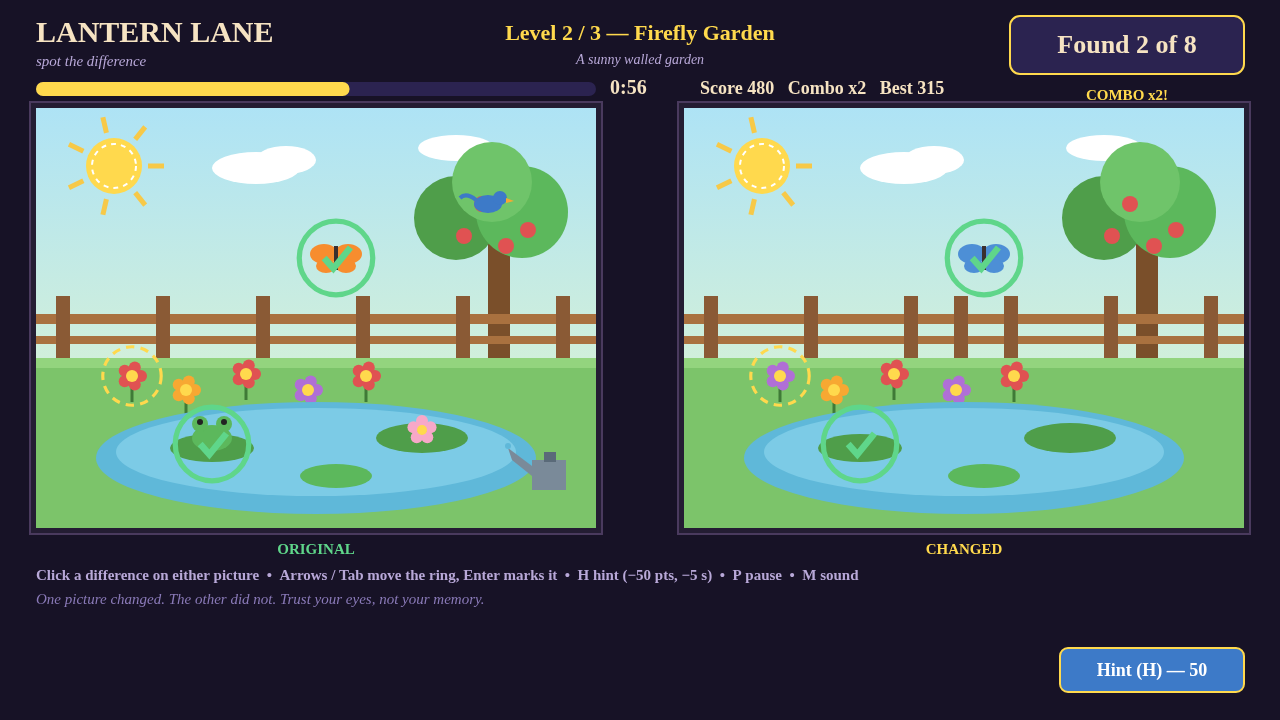 LANTERN LANE
spot the difference
Level 2 / 3 — Firefly Garden
A sunny walled garden
Found 2 of 8
0:56
Score 480 Combo x2 Best 315
COMBO x2!
ORIGINAL
CHANGED
Click a difference on either picture • Arrows / Tab move the ring, Enter marks it • H hint (−50 pts, −5 s) • P pause • M sound
One picture changed. The other did not. Trust your eyes, not your memory.
Hint (H) — 50